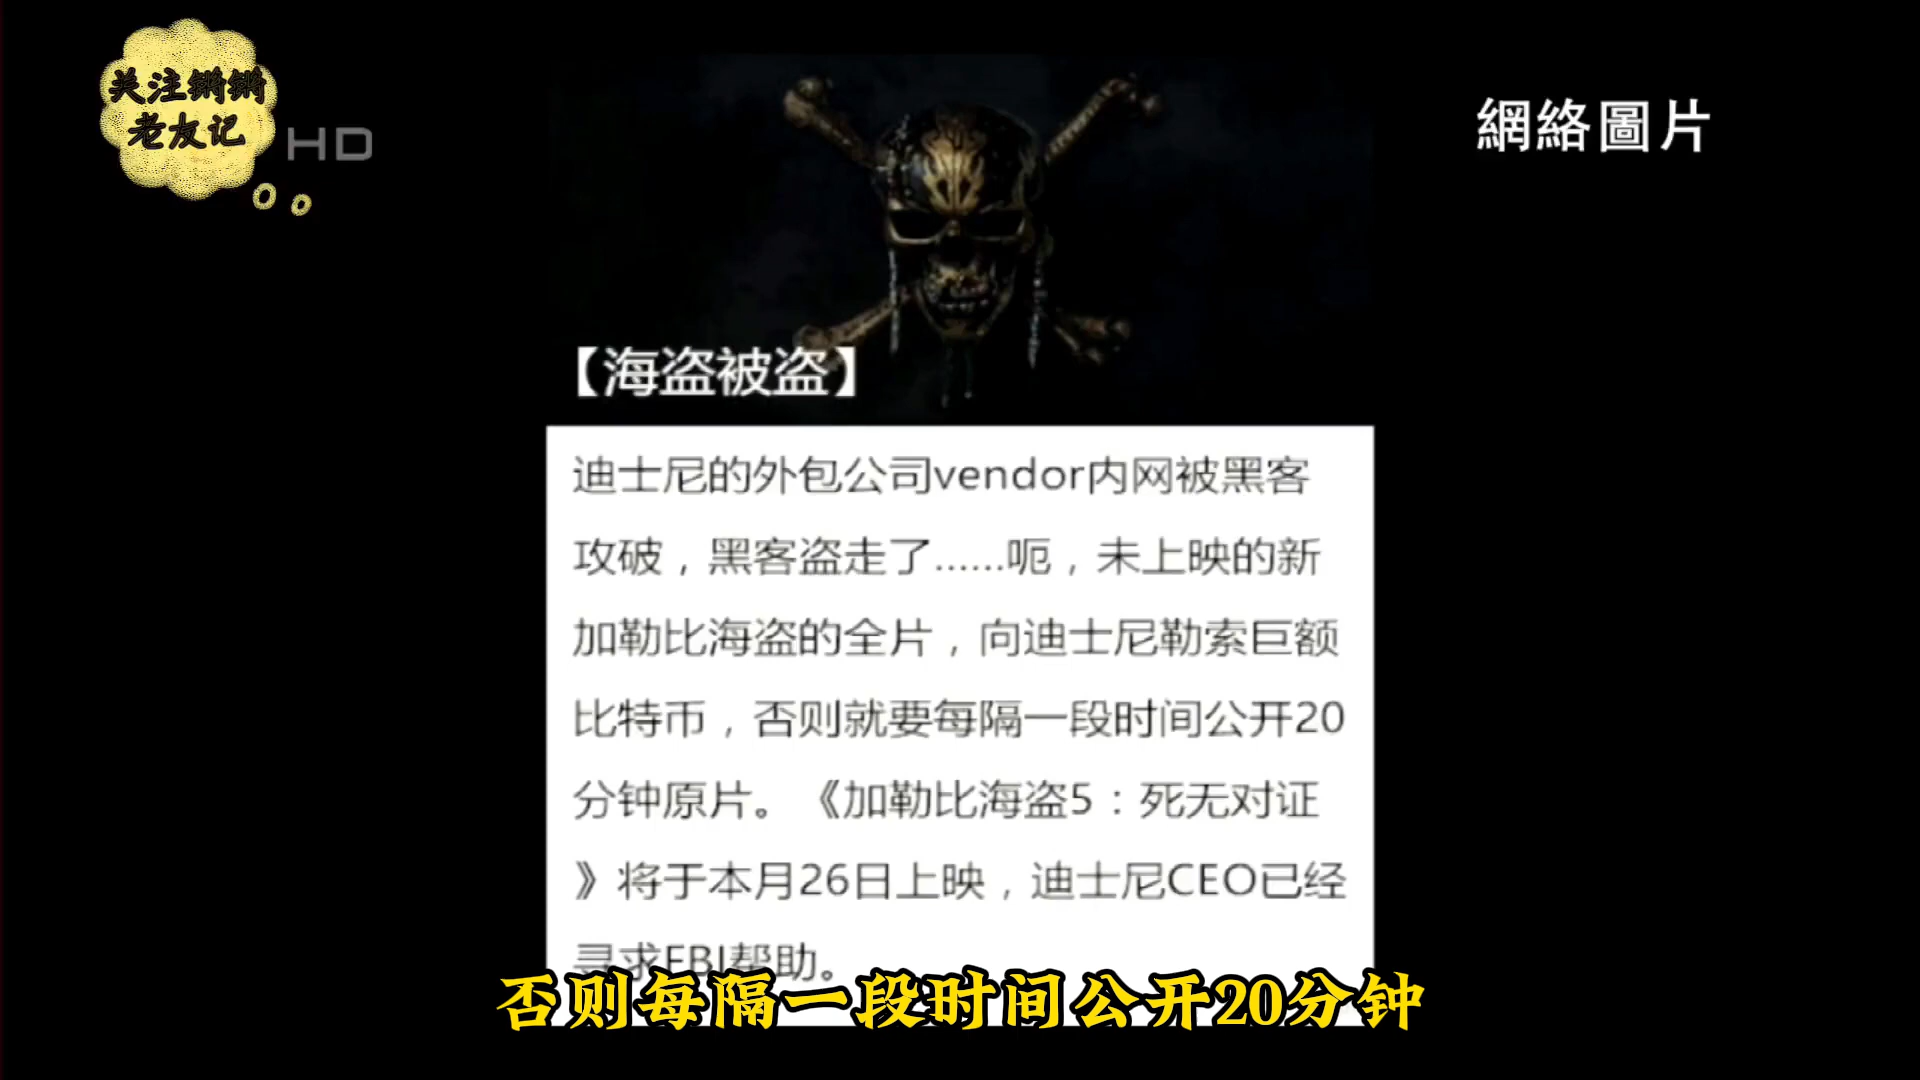 关注锵锵
老友记
HD
網絡圖片
【海盗被盗】
迪士尼的外包公司vendor内网被黑客
攻破，黑客盗走了……呃，未上映的新
加勒比海盗的全片，向迪士尼勒索巨额
比特币，否则就要每隔一段时间公开20
分钟原片。《加勒比海盗5：死无对证
》将于本月26日上映，迪士尼CEO已经
寻求FBI帮助。
否则每隔一段时间公开20分钟